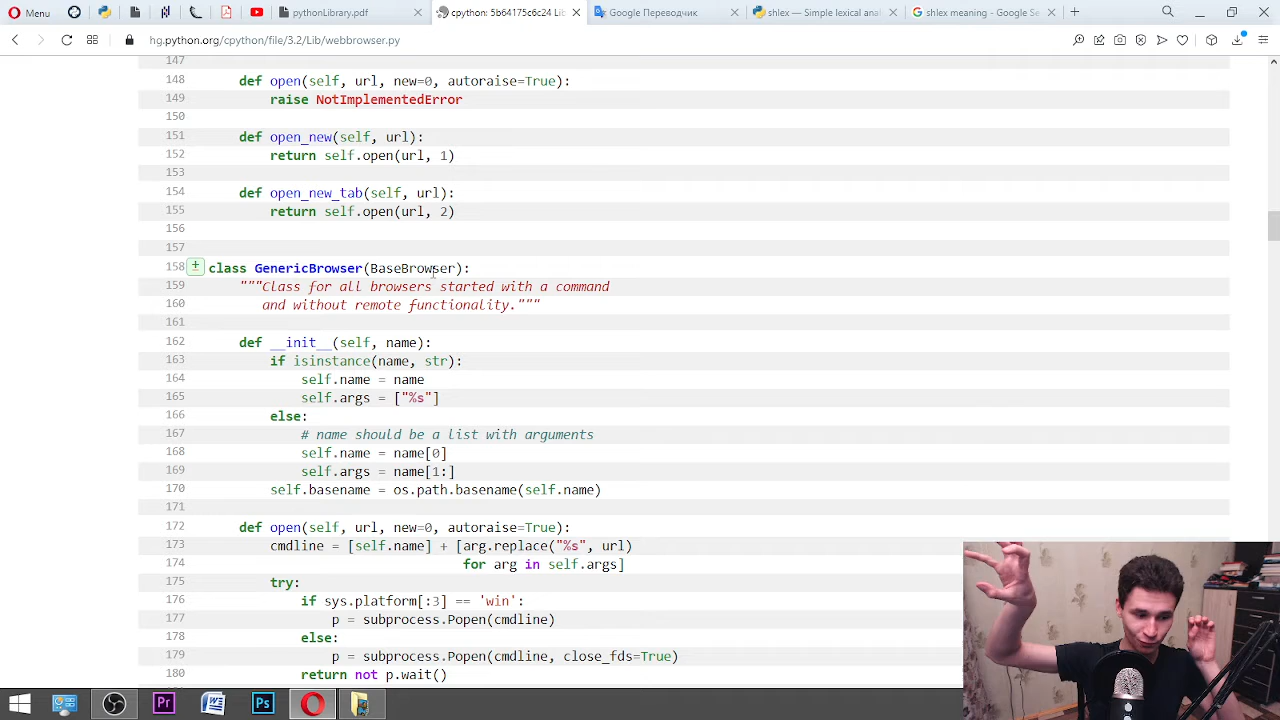 Menu
pythonLibrary.pdf
cpython: 5b64175c6c24 Lib
Google Переводчик
shlex — Simple lexical anal
shlex meaning - Google Se
hg.python.org/cpython/file/3.2/Lib/webbrowser.py
147
148 def open(self, url, new=0, autoraise=True):
149 raise NotImplementedError
150
151 def open_new(self, url):
152 return self.open(url, 1)
153
154 def open_new_tab(self, url):
155 return self.open(url, 2)
156
157
158 class GenericBrowser(BaseBrowser):
159 """Class for all browsers started with a command
160 and without remote functionality."""
161
162 def __init__(self, name):
163 if isinstance(name, str):
164 self.name = name
165 self.args = ["%s"]
166 else:
167 # name should be a list with arguments
168 self.name = name[0]
169 self.args = name[1:]
170 self.basename = os.path.basename(self.name)
171
172 def open(self, url, new=0, autoraise=True):
173 cmdline = [self.name] + [arg.replace("%s", url)
174 for arg in self.args]
175 try:
176 if sys.platform[:3] == 'win':
177 p = subprocess.Popen(cmdline)
178 else:
179 p = subprocess.Popen(cmdline, close_fds=True)
180 return not p.wait()
Pr
W
Ps